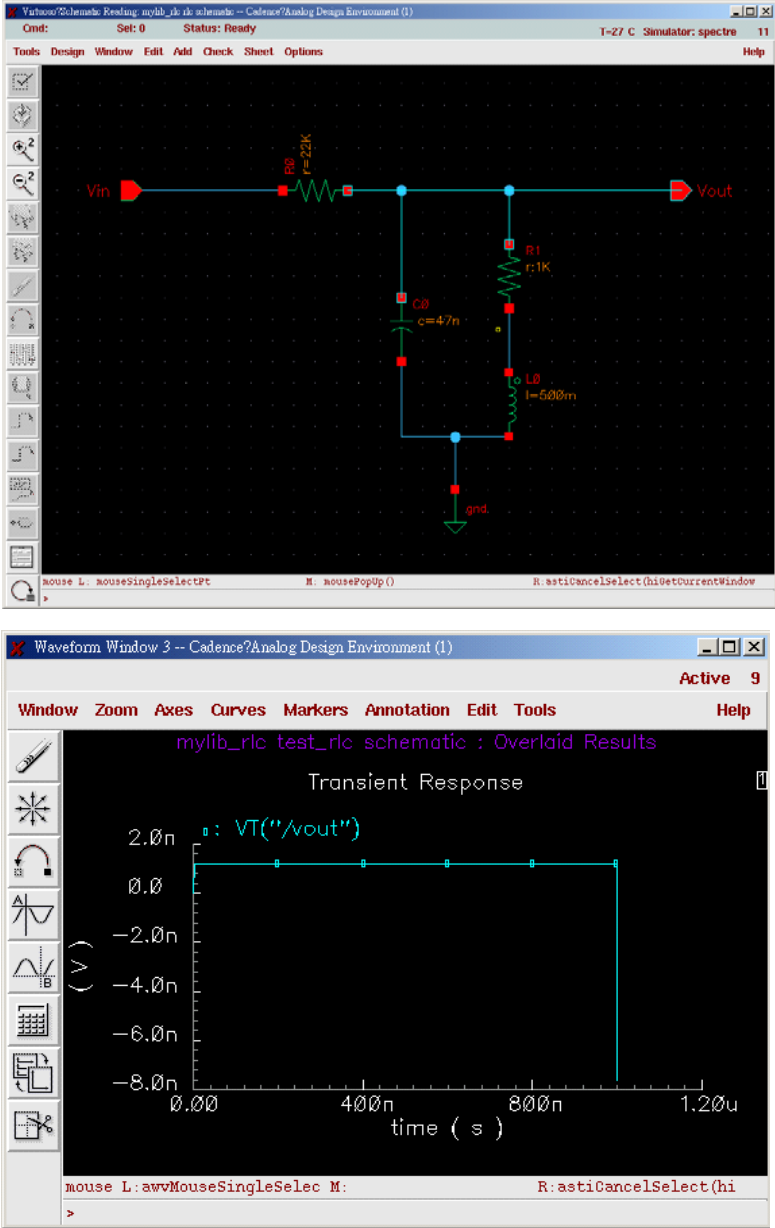 Virtuoso?Schematic Reading: mylib_rlc rlc schematic -- Cadence?Analog Design Environment (1)
Cmd: Sel: 0 Status: Ready T=27 C Simulator: spectre 11
Tools Design Window Edit Add Check Sheet Options Help
2
2
R0
r=22K
Vin
Vout
R1
r:1K
C0
c=47n
L0
l=500m
gnd
mouse L: mouseSingleSelectPt M: mousePopUp() R:astiCancelSelect(hiGetCurrentWindow
>
Waveform Window 3 -- Cadence?Analog Design Environment (1)
Active 9
Window Zoom Axes Curves Markers Annotation Edit Tools Help
mylib_rlc test_rlc schematic : Overlaid Results
Transient Response
1
▫: VT("/vout")
2.0n
0.0
A
−2.0n
(V)
−4.0n
B
−6.0n
−8.0n
0.00 400n 800n 1.20u
time ( s )
mouse L:awvMouseSingleSelec M: R:astiCancelSelect(hi
>